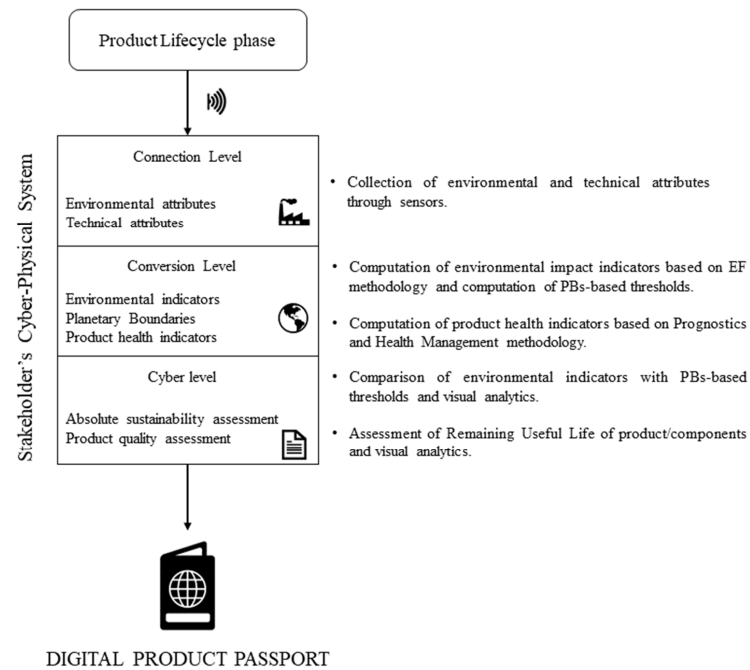 Product Lifecycle phase
Stakeholder's Cyber-Physical System
Connection Level
Environmental attributes
Technical attributes
• Collection of environmental and technical attributes
through sensors.
Conversion Level
Environmental indicators
Planetary Boundaries
Product health indicators
• Computation of environmental impact indicators based on EF
methodology and computation of PBs-based thresholds.
• Computation of product health indicators based on Prognostics
and Health Management methodology.
Cyber level
Absolute sustainability assessment
Product quality assessment
• Comparison of environmental indicators with PBs-based
thresholds and visual analytics.
• Assessment of Remaining Useful Life of product/components
and visual analytics.
DIGITAL PRODUCT PASSPORT